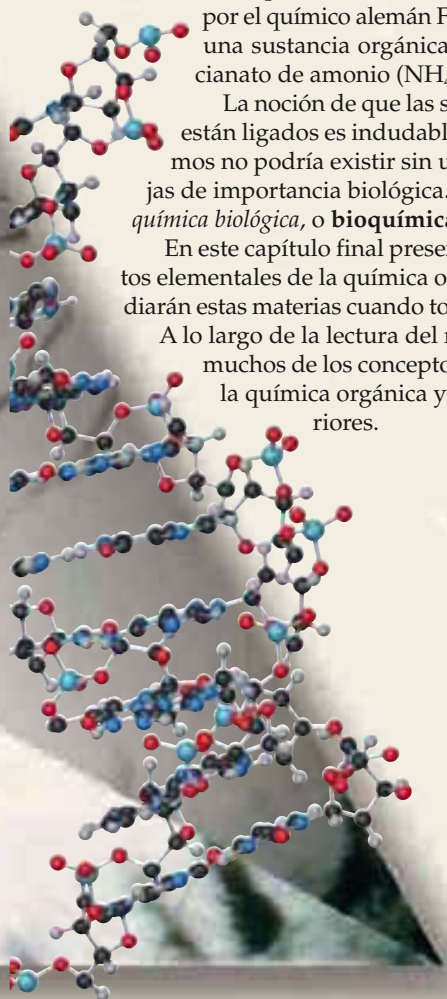 por el químico alemán F
una sustancia orgánica
cianato de amonio (NH₄
La noción de que las s
están ligados es indudabl
mos no podría existir sin u
jas de importancia biológica.
química biológica, o bioquímica
En este capítulo final presen
tos elementales de la química o
diarán estas materias cuando to
A lo largo de la lectura del
muchos de los concepto
la química orgánica y
riores.